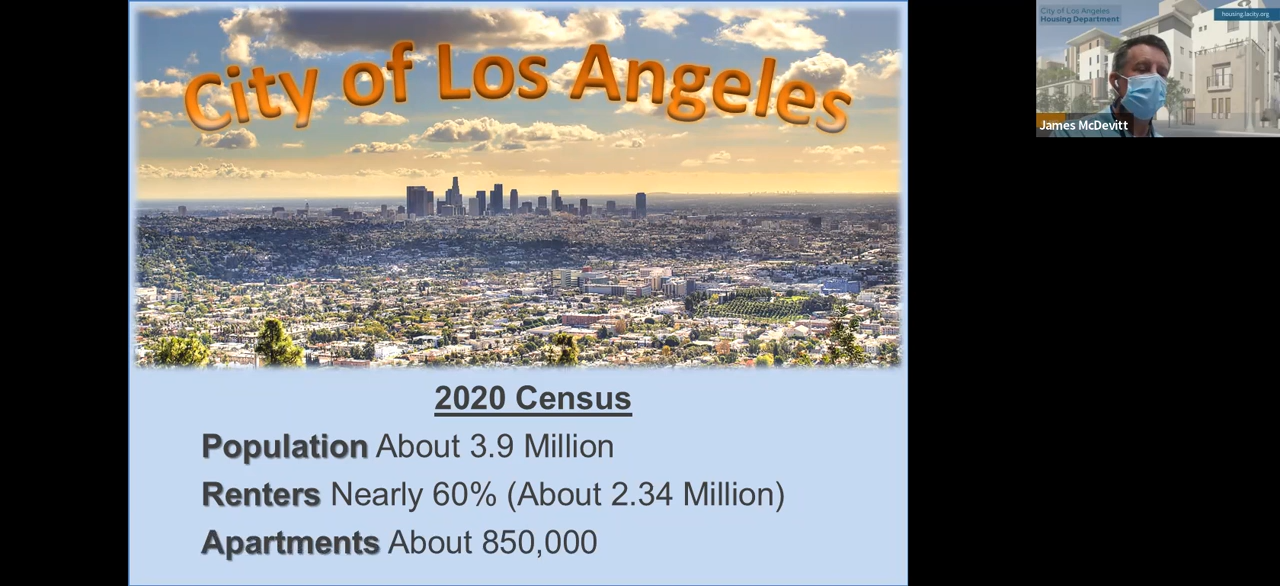 City of Los Angeles
2020 Census
Population About 3.9 Million
Renters Nearly 60% (About 2.34 Million)
Apartments About 850,000
City of Los Angeles
Housing Department
housing.lacity.org
James McDevitt